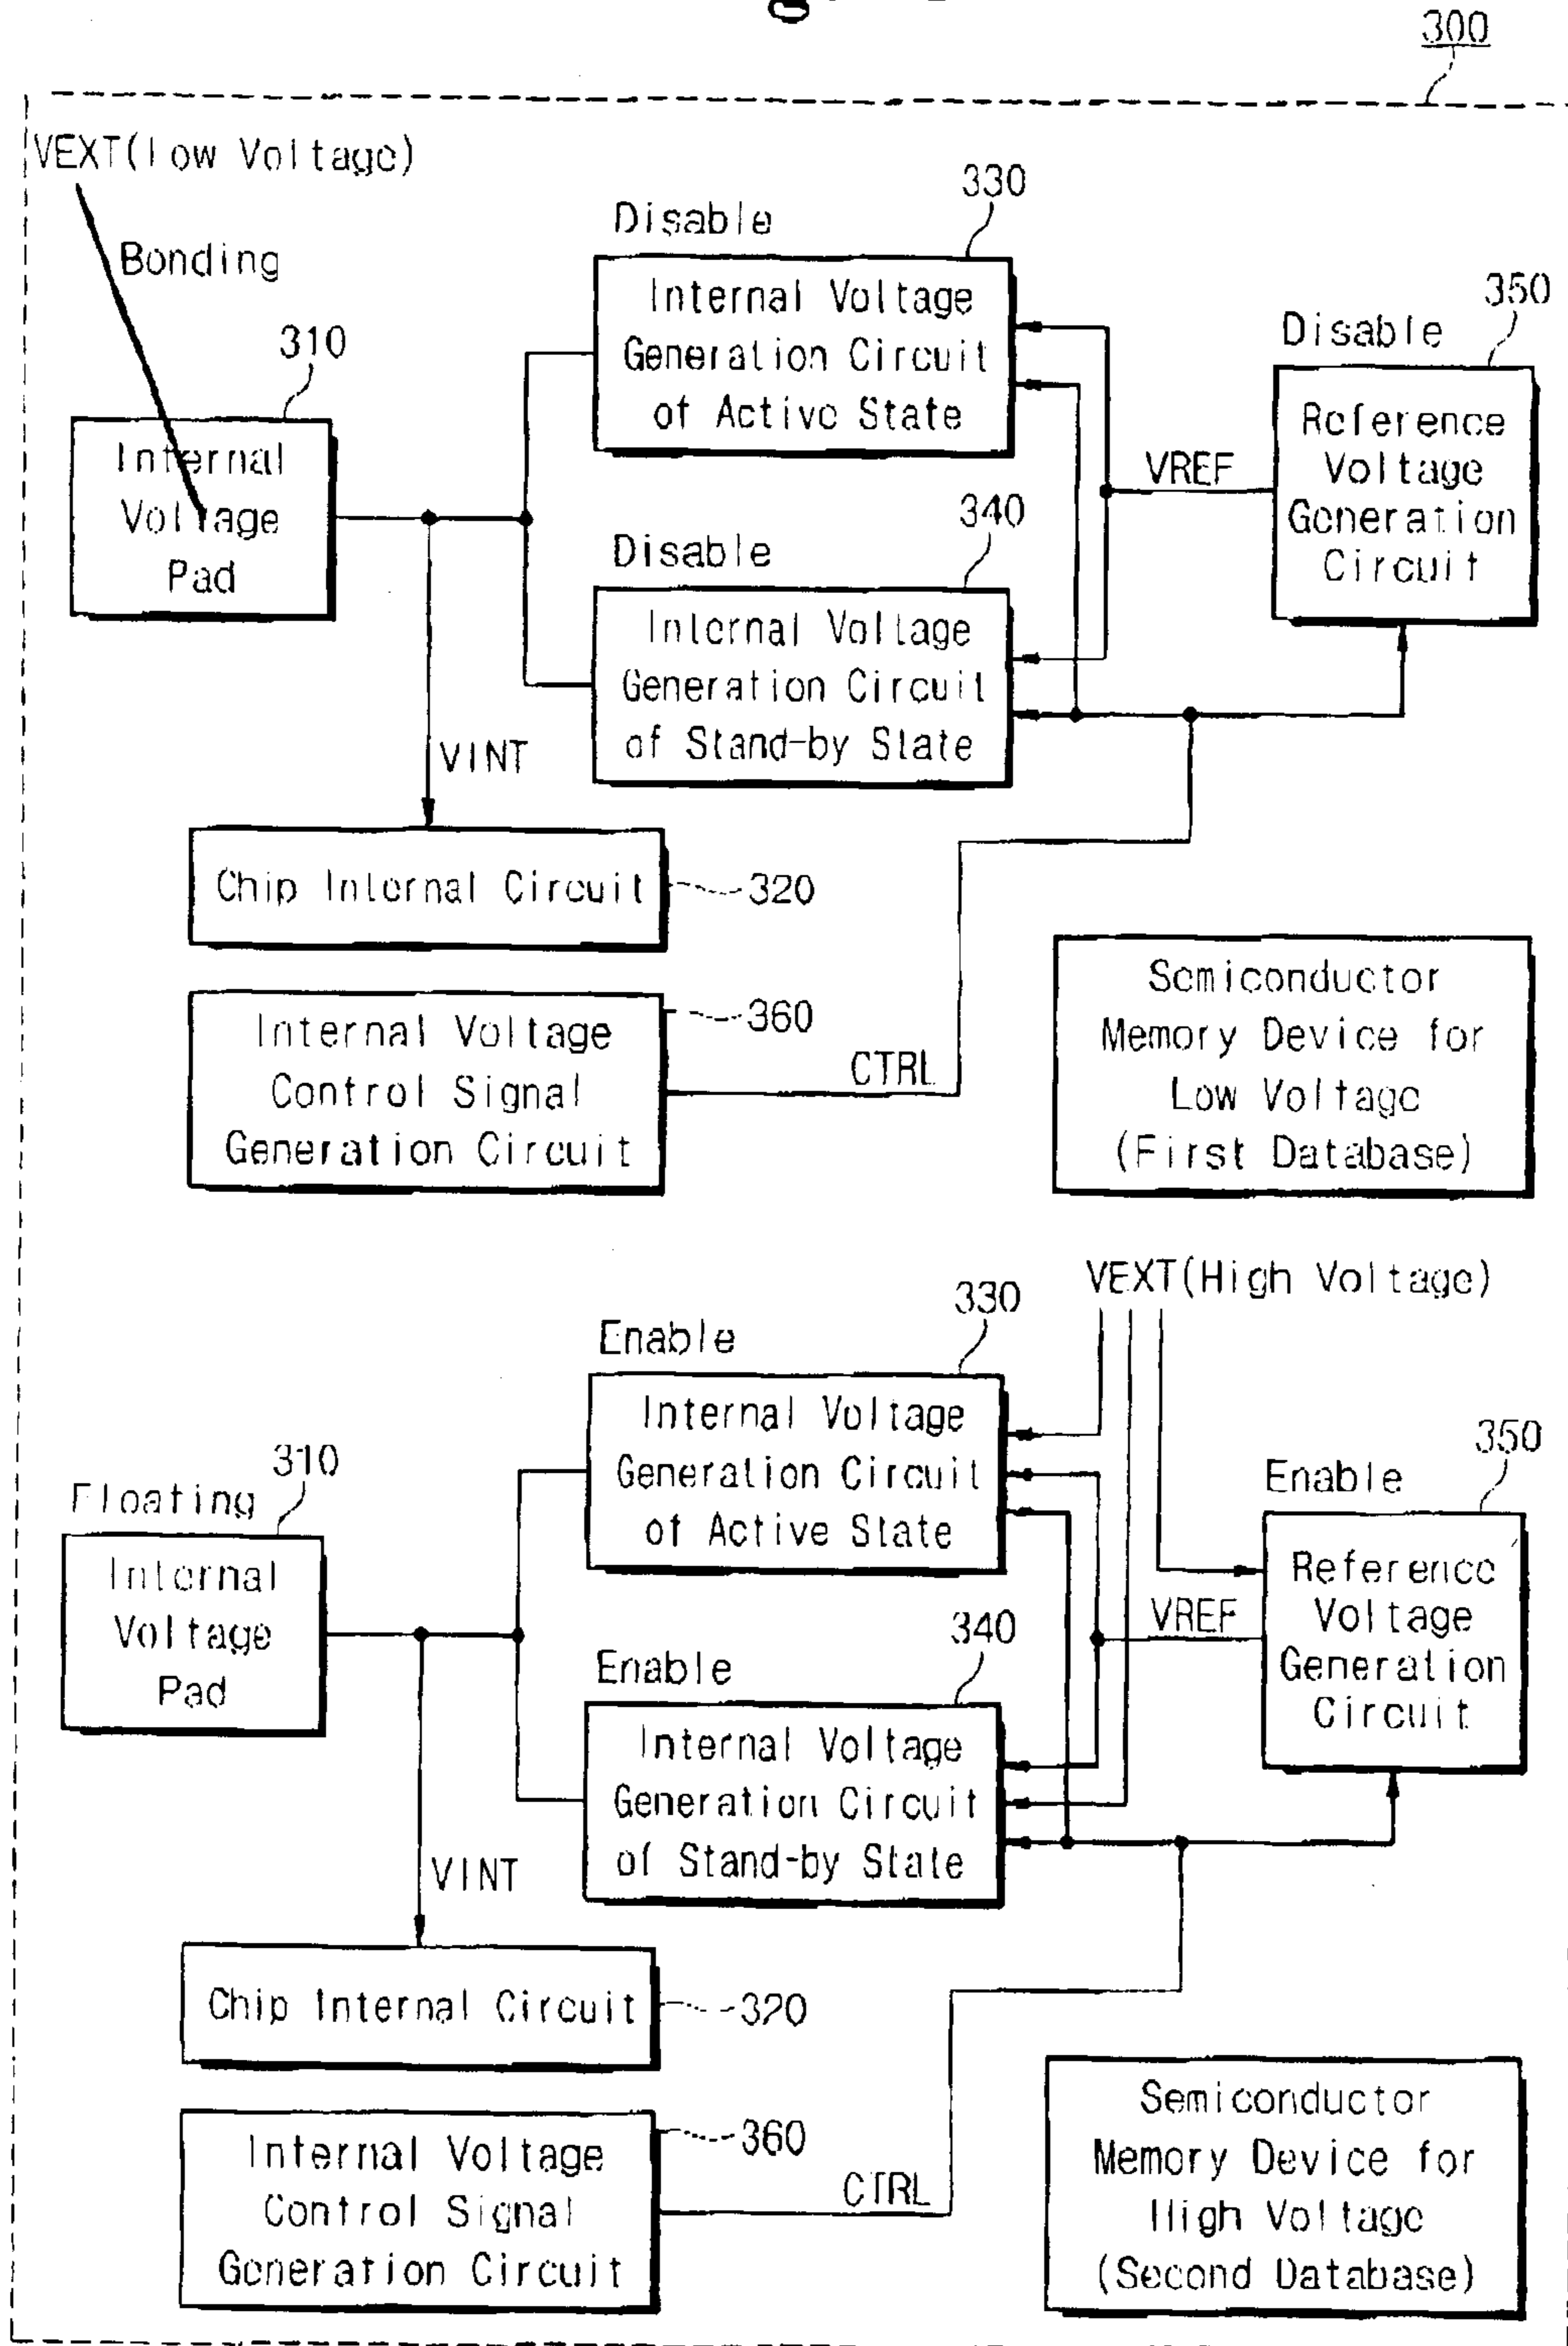 300
VEXT(low Voltage)
Bonding
330
Disable
Internal Voltage
Generation Circuit
of Active State
350
Disable
Reference
Voltage
Generation
Circuit
310
Internal
Voltage
Pad
VREF
340
Disable
Internal Voltage
Generation Circuit
of Stand-by State
VINT
Chip Internal Circuit
320
Internal Voltage
Control Signal
Generation Circuit
360
CTRL
Semiconductor
Memory Device for
Low Voltage
(First Database)
VEXT(High Voltage)
330
Enable
Internal Voltage
Generation Circuit
of Active State
350
Enable
Reference
Voltage
Generation
Circuit
310
Floating
Internal
Voltage
Pad
VREF
340
Enable
Internal Voltage
Generation Circuit
of Stand-by State
VINT
Chip Internal Circuit
320
Internal Voltage
Control Signal
Generation Circuit
360
CTRL
Semiconductor
Memory Device for
High Voltage
(Second Database)